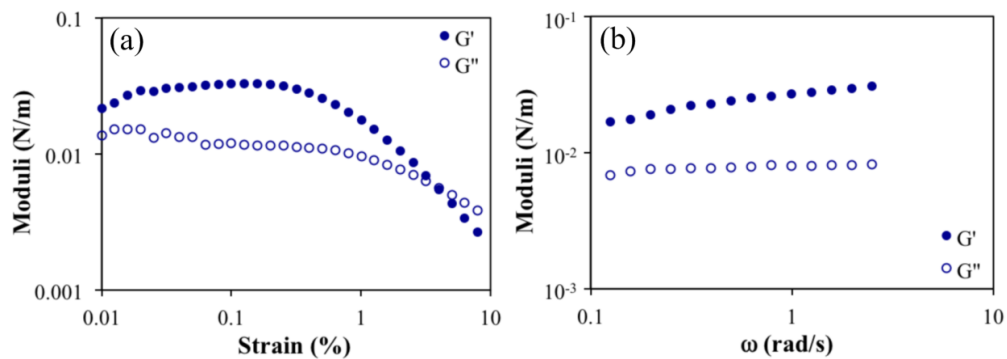 (a)
G'
G"
0.1
0.01
0.001
Moduli (N/m)
0.01 0.1 1 10
Strain (%)
(b)
G'
G"
10-1
10-2
10-3
Moduli (N/m)
0.1 1 10
ω (rad/s)